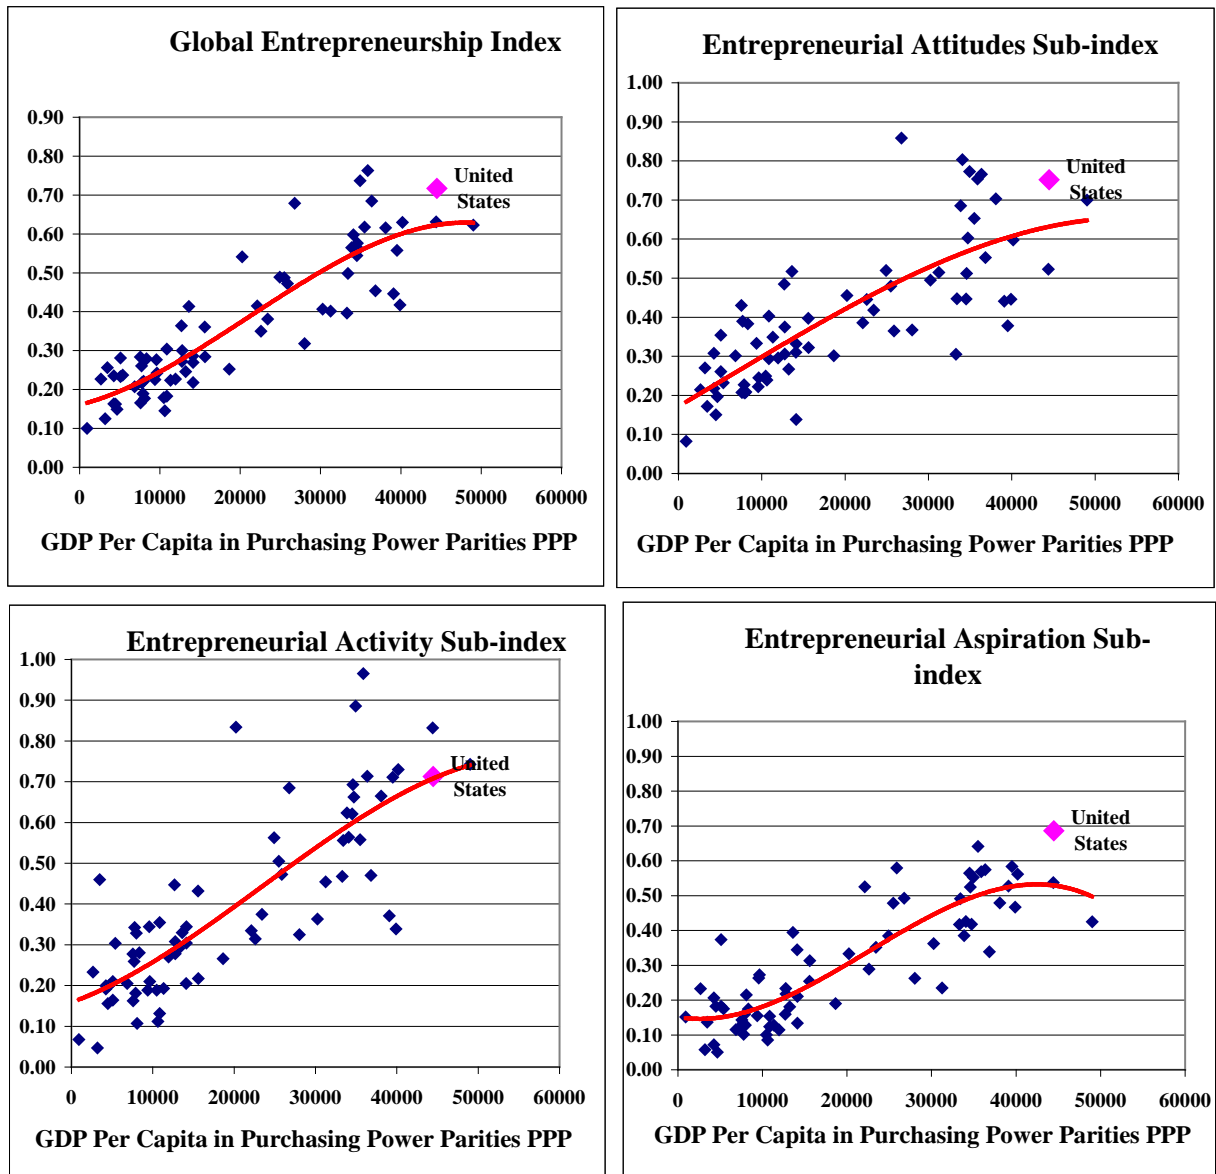 Global Entrepreneurship Index
0.90
0.80
0.70
0.60
0.50
0.40
0.30
0.20
0.10
0.00
United
States
0 10000 20000 30000 40000 50000 60000
GDP Per Capita in Purchasing Power Parities PPP
Entrepreneurial Attitudes Sub-index
1.00
0.90
0.80
0.70
0.60
0.50
0.40
0.30
0.20
0.10
0.00
United
States
0 10000 20000 30000 40000 50000 60000
GDP Per Capita in Purchasing Power Parities PPP
Entrepreneurial Activity Sub-index
1.00
0.90
0.80
0.70
0.60
0.50
0.40
0.30
0.20
0.10
0.00
United
States
0 10000 20000 30000 40000 50000 60000
GDP Per Capita in Purchasing Power Parities PPP
Entrepreneurial Aspiration Sub-
index
1.00
0.90
0.80
0.70
0.60
0.50
0.40
0.30
0.20
0.10
0.00
United
States
0 10000 20000 30000 40000 50000 60000
GDP Per Capita in Purchasing Power Parities PPP